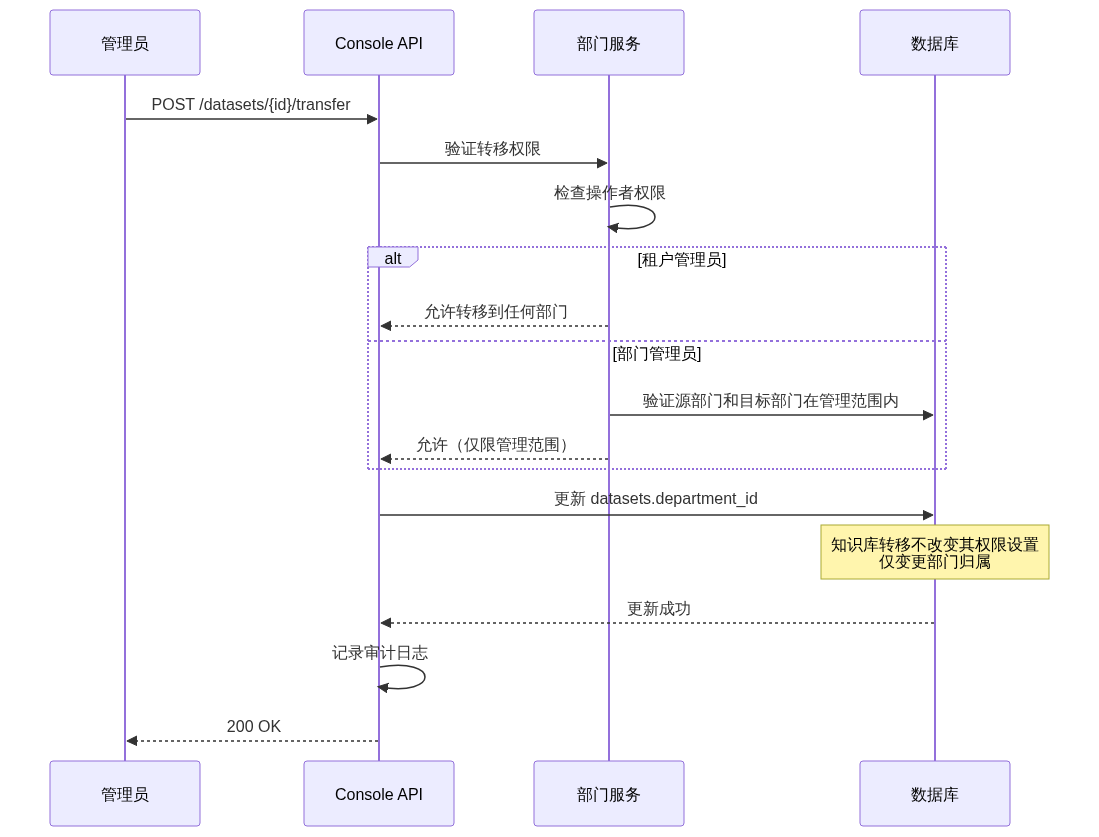 管理员
Console API
部门服务
数据库
POST /datasets/{id}/transfer
验证转移权限
检查操作者权限
alt
[租户管理员]
允许转移到任何部门
[部门管理员]
验证源部门和目标部门在管理范围内
允许（仅限管理范围）
更新 datasets.department_id
知识库转移不改变其权限设置
仅变更部门归属
更新成功
记录审计日志
200 OK
管理员
Console API
部门服务
数据库